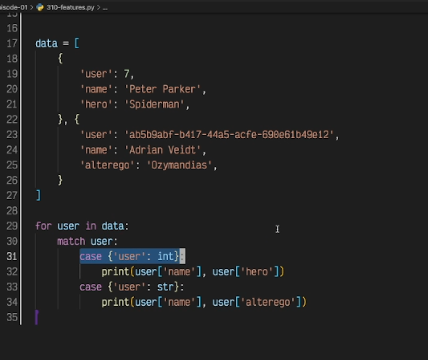 isode-01 > 310-features.py > ...
15
16
17 data = [
18 {
19 'user': 7,
20 'name': 'Peter Parker',
21 'hero': 'Spiderman',
22 }, {
23 'user': 'ab5b9abf-b417-44a5-acfe-690e61b49e12',
24 'name': 'Adrian Veidt',
25 'alterego': 'Ozymandias',
26 }
27 ]
28
29 for user in data:
30 match user:
31 case {'user': int}:
32 print(user['name'], user['hero'])
33 case {'user': str}:
34 print(user['name'], user['alterego'])
35